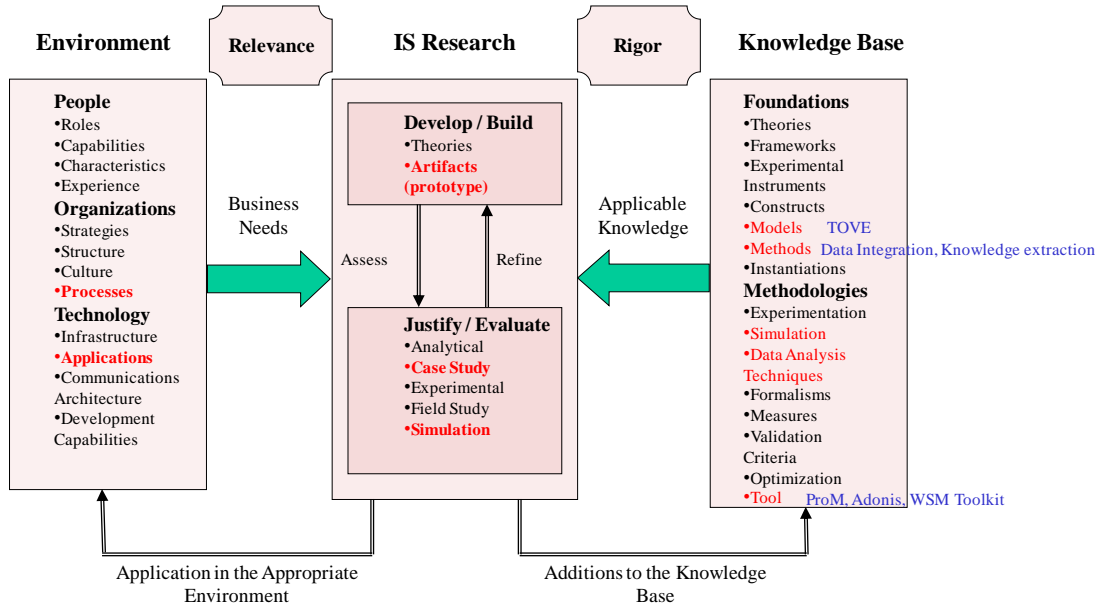 Environment
Relevance
IS Research
Rigor
Knowledge Base
People
•Roles
•Capabilities
•Characteristics
•Experience
Organizations
•Strategies
•Structure
•Culture
•Processes
Technology
•Infrastructure
•Applications
•Communications
Architecture
•Development
Capabilities
Business
Needs
Develop / Build
•Theories
•Artifacts
(prototype)
Assess
Refine
Justify / Evaluate
•Analytical
•Case Study
•Experimental
•Field Study
•Simulation
Applicable
Knowledge
Foundations
•Theories
•Frameworks
•Experimental
Instruments
•Constructs
•Models TOVE
•Methods Data Integration, Knowledge extraction
•Instantiations
Methodologies
•Experimentation
•Simulation
•Data Analysis
Techniques
•Formalisms
•Measures
•Validation
Criteria
•Optimization
•Tool ProM, Adonis, WSM Toolkit
Application in the Appropriate
Environment
Additions to the Knowledge
Base